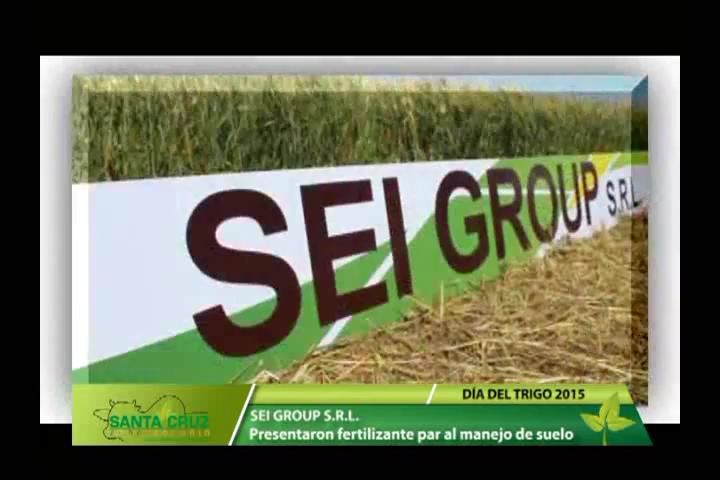 SEI GROUP S.R.L.
DÍA DEL TRIGO 2015
SEI GROUP S.R.L.
Presentaron fertilizante par al manejo de suelo
SANTA CRUZ